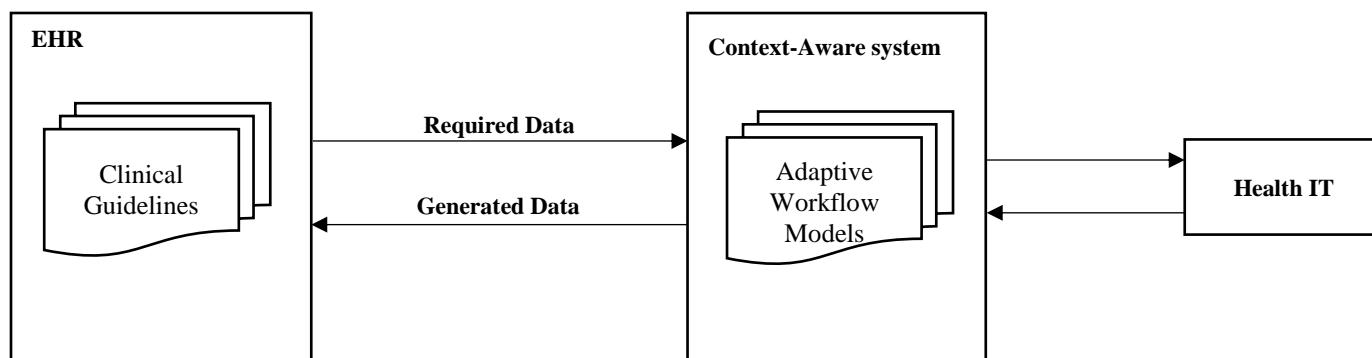 EHR
Clinical
Guidelines
Required Data
Generated Data
Context-Aware system
Adaptive
Workflow
Models
Health IT